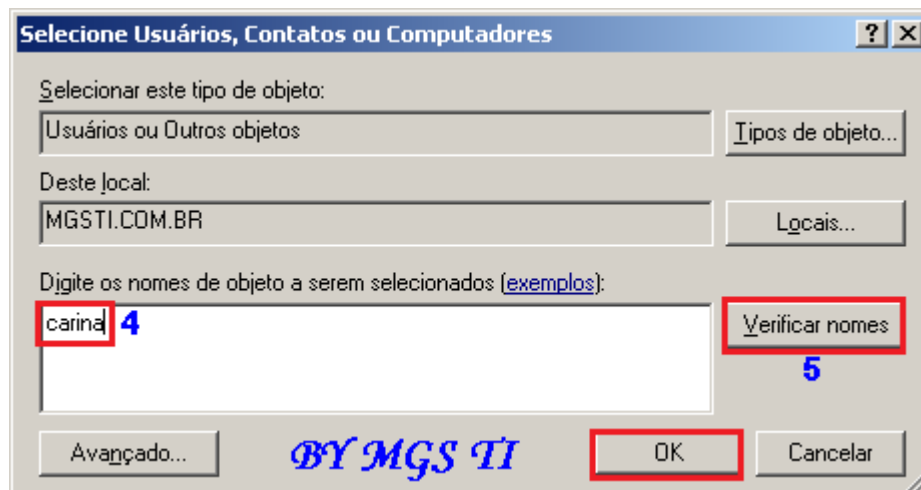 Selecione Usuários, Contatos ou Computadores
Selecionar este tipo de objeto:
Usuários ou Outros objetos
Tipos de objeto...
Deste local:
MGSTI.COM.BR
Locais...
Digite os nomes de objeto a serem selecionados (exemplos):
carina 4
Verificar nomes
5
Avançado...
BY MGS TI
OK
Cancelar